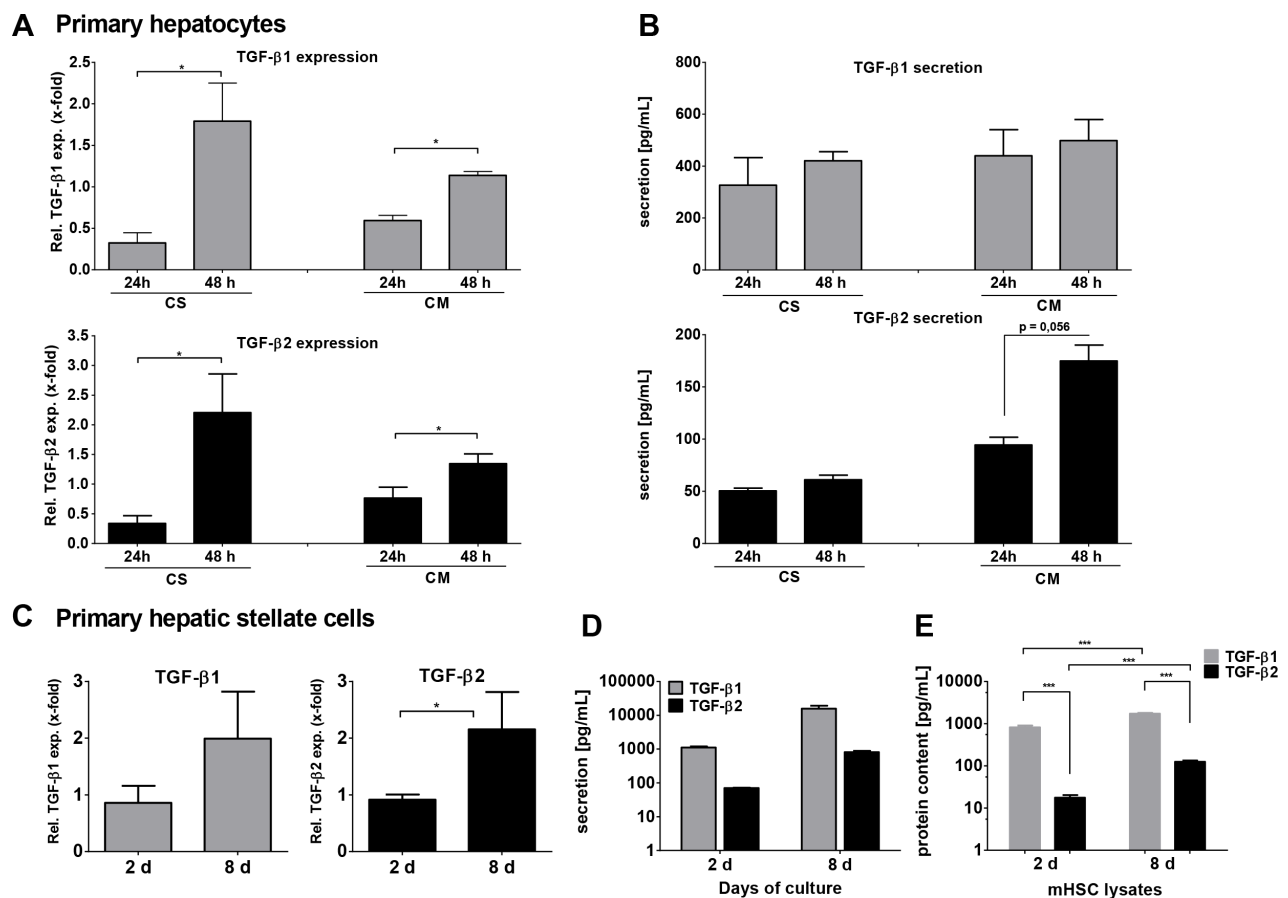 A Primary hepatocytes
TGF-β1 expression
Rel. TGF-β1 exp. (x-fold)
2.5
2.0
1.5
1.0
0.5
0.0
*
*
24h 48 h 24h 48 h
CS CM
TGF-β2 expression
Rel. TGF-β2 exp. (x-fold)
3.5
3.0
2.5
2.0
1.5
1.0
0.5
0.0
*
*
24h 48 h 24h 48 h
CS CM
B
TGF-β1 secretion
secretion [pg/mL]
800
600
400
200
0
24h 48 h 24h 48 h
CS CM
TGF-β2 secretion
secretion [pg/mL]
p = 0,056
200
150
100
50
0
24h 48 h 24h 48 h
CS CM
C Primary hepatic stellate cells
TGF-β1
Rel. TGF-β1 exp. (x-fold)
3
2
1
0
2 d 8 d
TGF-β2
Rel. TGF-β2 exp. (x-fold)
3
2
1
0
*
2 d 8 d
D
secretion [pg/mL]
100000
10000
1000
100
10
1
TGF-β1
TGF-β2
2 d 8 d
Days of culture
E
protein content [pg/mL]
10000
1000
100
10
1
***
***
***
***
TGF-β1
TGF-β2
2 d 8 d
mHSC lysates